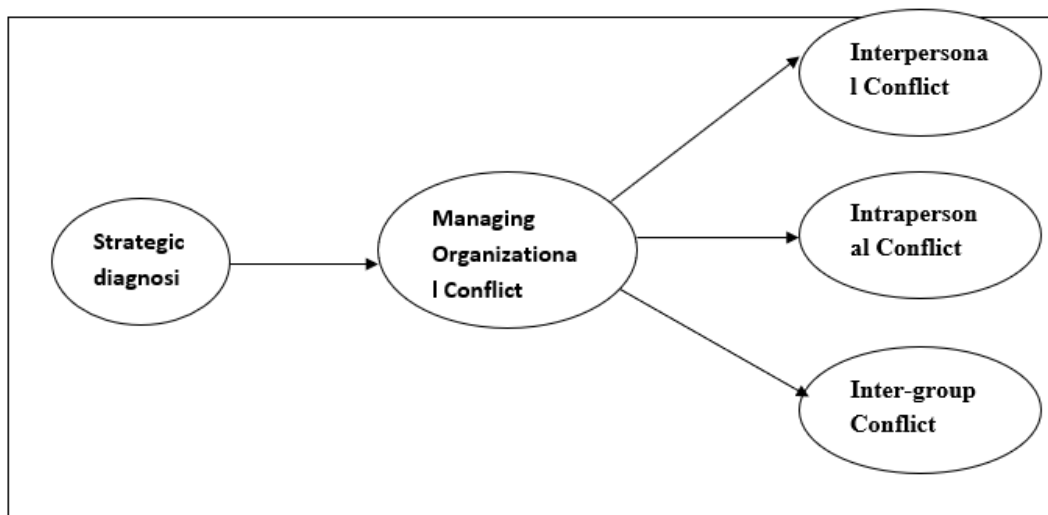 Strategic
diagnosi
Managing
Organizationa
l Conflict
Interpersona
l Conflict
Intraperson
al Conflict
Inter-group
Conflict